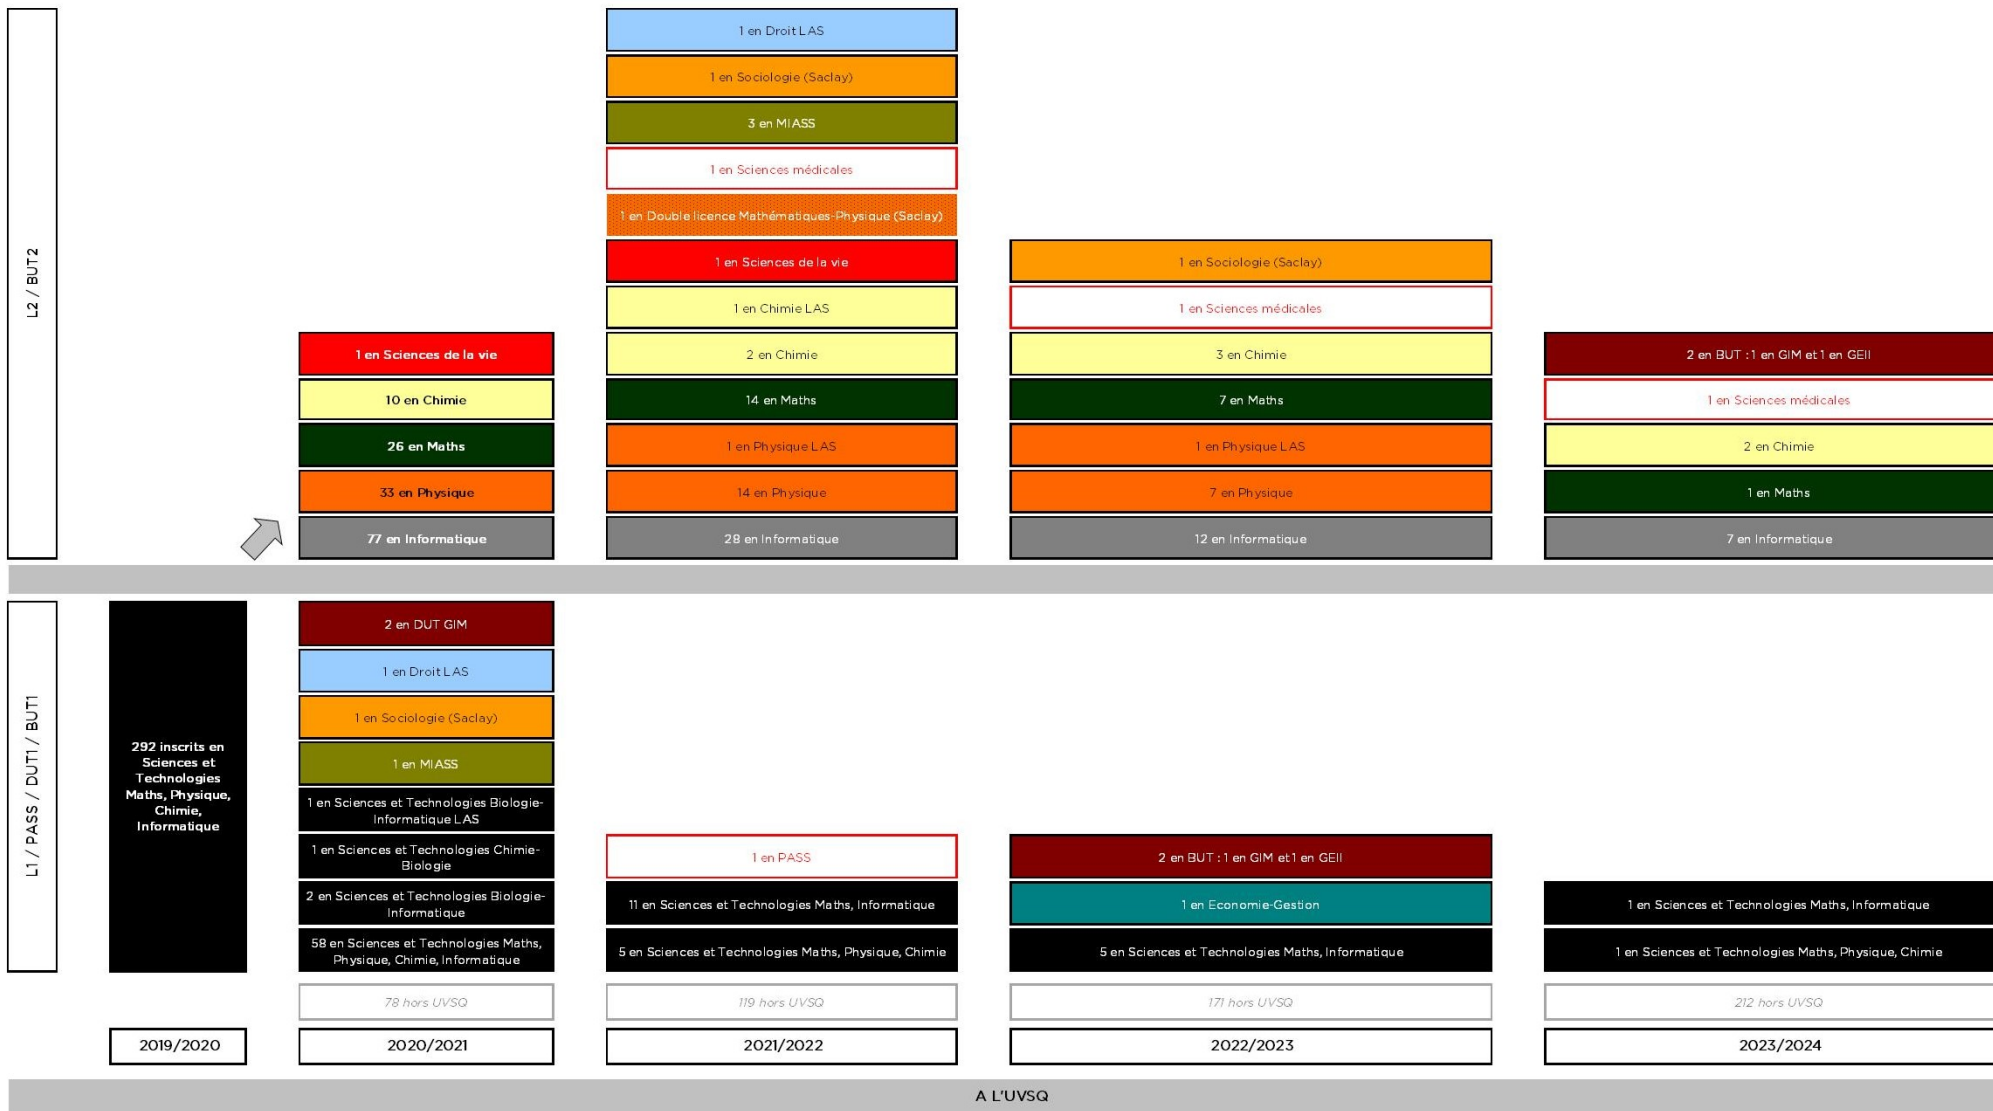 L2 / BUT2
1 en Sciences de la vie
10 en Chimie
26 en Maths
33 en Physique
77 en Informatique
1 en Droit LAS
1 en Sociologie (Saclay)
3 en MIASS
1 en Sciences médicales
1 en Double licence Mathématiques-Physique (Saclay)
1 en Sciences de la vie
1 en Chimie LAS
2 en Chimie
14 en Maths
1 en Physique LAS
14 en Physique
28 en Informatique
1 en Sociologie (Saclay)
1 en Sciences médicales
3 en Chimie
7 en Maths
1 en Physique LAS
7 en Physique
12 en Informatique
2 en BUT : 1 en GIM et 1 en GEII
1 en Sciences médicales
2 en Chimie
1 en Maths
7 en Informatique
L1 / PASS / DUT1 / BUT1
292 inscrits en
Sciences et
Technologies
Maths, Physique,
Chimie,
Informatique
2 en DUT GIM
1 en Droit LAS
1 en Sociologie (Saclay)
1 en MIASS
1 en Sciences et Technologies Biologie-
Informatique LAS
1 en Sciences et Technologies Chimie-
Biologie
2 en Sciences et Technologies Biologie-
Informatique
58 en Sciences et Technologies Maths,
Physique, Chimie, Informatique
1 en PASS
11 en Sciences et Technologies Maths, Informatique
5 en Sciences et Technologies Maths, Physique, Chimie
2 en BUT : 1 en GIM et 1 en GEII
1 en Economie-Gestion
5 en Sciences et Technologies Maths, Informatique
1 en Sciences et Technologies Maths, Informatique
1 en Sciences et Technologies Maths, Physique, Chimie
78 hors UVSQ
119 hors UVSQ
171 hors UVSQ
212 hors UVSQ
2019/2020
2020/2021
2021/2022
2022/2023
2023/2024
A L'UVSQ